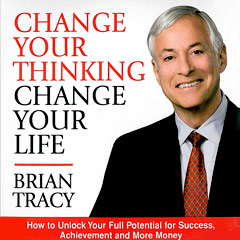 CHANGE
YOUR
THINKING
CHANGE
YOUR
LIFE
BRIAN
TRACY
How to Unlock Your Full Potential for Success,
Achievement and More Money